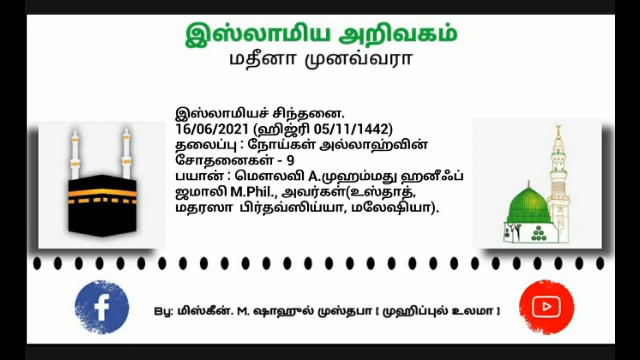 இஸ்லாமிய அறிவகம்
மதீனா முனவ்வரா
இஸ்லாமியச் சிந்தனை.
16/06/2021 (ஹிஜ்ரி 05/11/1442)
தலைப்பு : நோய்கள் அல்லாஹ்வின்
சோதனைகள் - 9
பயான் : மௌலவி A.முஹம்மது ஹனீஃப்
ஜமாலி M.Phil., அவர்கள்(உஸ்தாத்,
மதரஸா பிர்தவ்ஸிய்யா, மலேஷியா).
By: மிஸ்கீன். M. ஷாஹுல் முஸ்தபா [ முஹிப்புல் உலமா ]